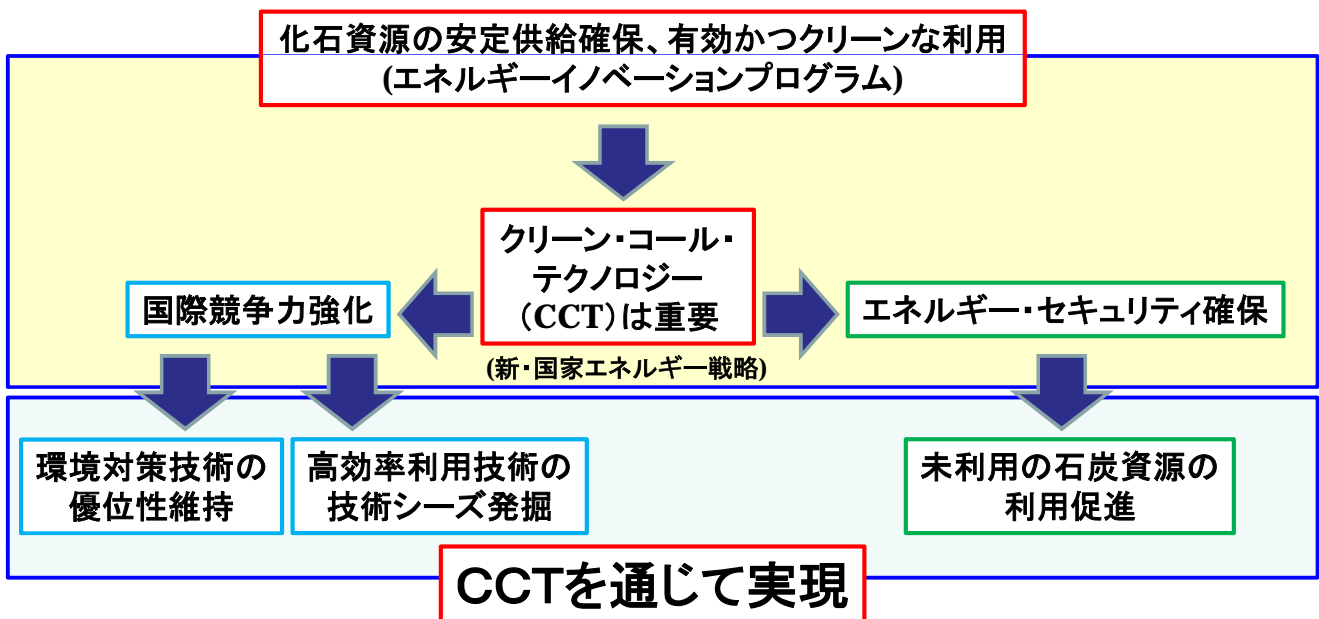 化石資源の安定供給確保、有効かつクリーンな利用
(エネルギーイノベーションプログラム)
クリーン・コール・
テクノロジー
（CCT）は重要
(新・国家エネルギー戦略)
国際競争力強化
エネルギー・セキュリティ確保
環境対策技術の
優位性維持
高効率利用技術の
技術シーズ発掘
未利用の石炭資源の
利用促進
CCTを通じて実現